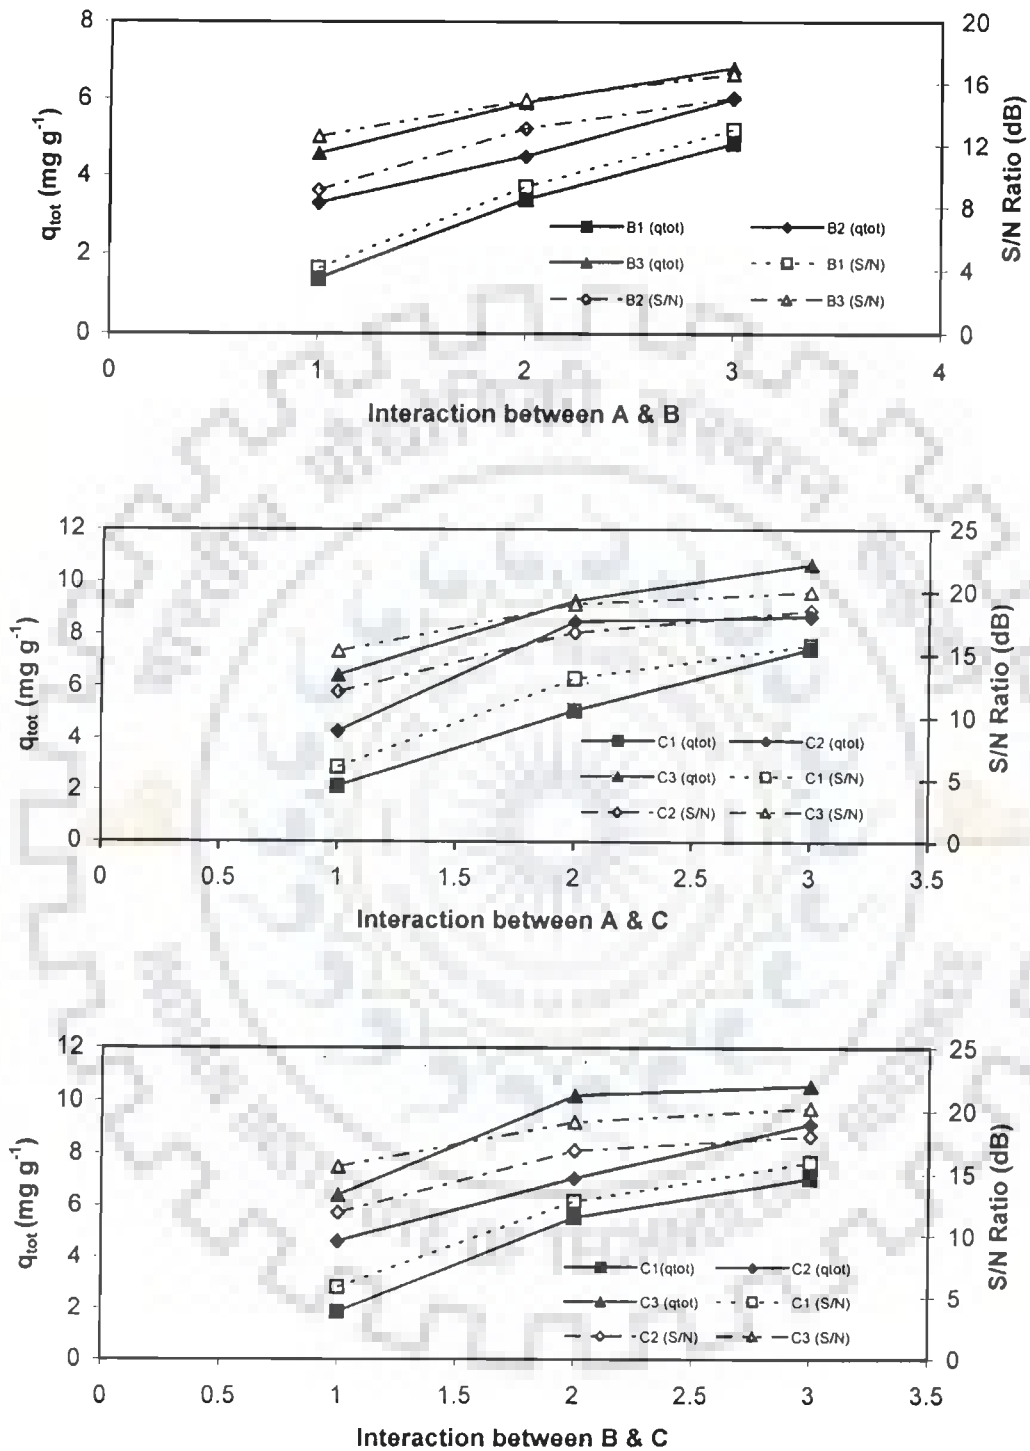 8
6
4
2
0
20
16
12
8
4
0
q_tot (mg g⁻¹)
S/N Ratio (dB)
B1 (qtot)
B2 (qtot)
B3 (qtot)
B1 (S/N)
B2 (S/N)
B3 (S/N)
0 1 2 3 4
Interaction between A & B
12
10
8
6
4
2
0
25
20
15
10
5
0
q_tot (mg g⁻¹)
S/N Ratio (dB)
C1 (qtot)
C2 (qtot)
C3 (qtot)
C1 (S/N)
C2 (S/N)
C3 (S/N)
0 0.5 1 1.5 2 2.5 3 3.5
Interaction between A & C
12
10
8
6
4
2
0
25
20
15
10
5
0
q_tot (mg g⁻¹)
S/N Ratio (dB)
C1(qtot)
C2 (qtot)
C3 (qtot)
C1 (S/N)
C2 (S/N)
C3 (S/N)
0 0.5 1 1.5 2 2.5 3 3.5
Interaction between B & C